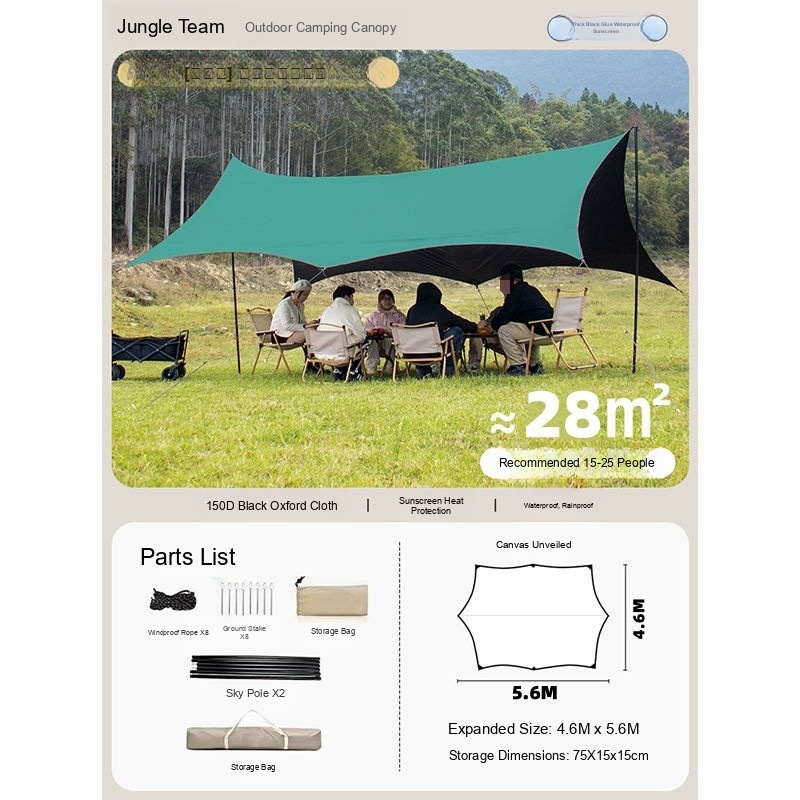 Jungle Team
Outdoor Camping Canopy
Thick Black Glue Waterproof
Sunscreen
≈28m²
Recommended 15-25 People
150D Black Oxford Cloth
Sunscreen Heat
Protection
Waterproof, Rainproof
Parts List
Windproof Rope X8
Ground Stake
X8
Storage Bag
Sky Pole X2
Storage Bag
Canvas Unveiled
4.6M
5.6M
Expanded Size: 4.6M x 5.6M
Storage Dimensions: 75X15x15cm